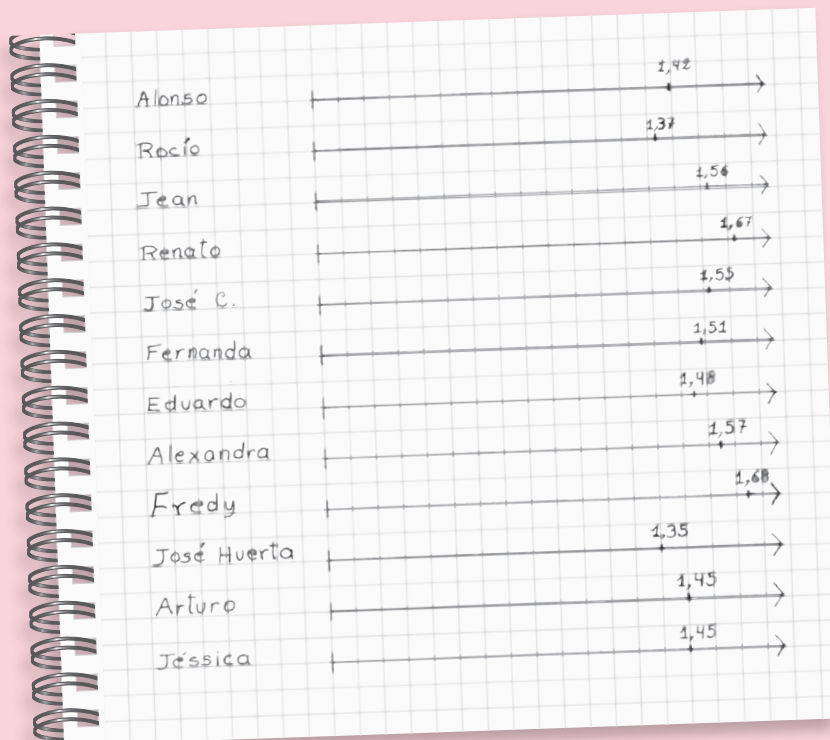 Alonso 1,42
Rocío 1,37
Jean 1,56
Renato 1,67
José C. 1,55
Fernanda 1,51
Eduardo 1,48
Alexandra 1,57
Fredy 1,68
José Huerta 1,35
Arturo 1,45
Jéssica 1,45